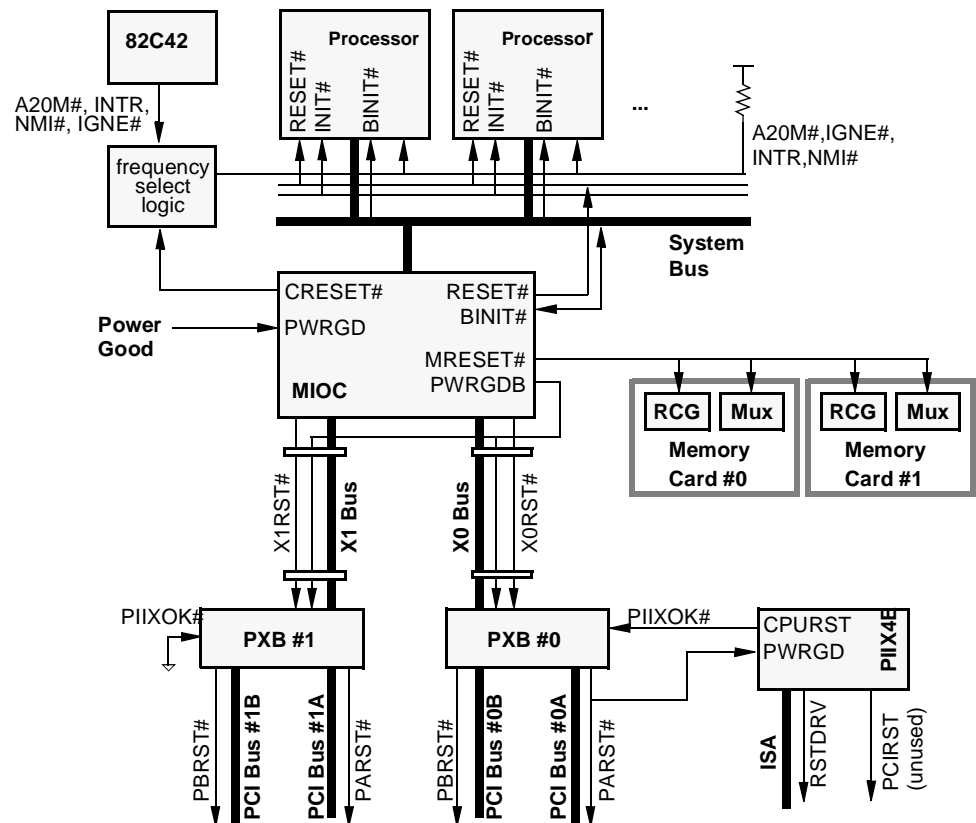 82C42
Processor
RESET#
INIT#
BINIT#
Processor
RESET#
INIT#
BINIT#
...
A20M#, INTR,
NMI#, IGNE#
A20M#,IGNE#,
INTR,NMI#
frequency
select
logic
System
Bus
CRESET#
PWRGD
RESET#
BINIT#
MRESET#
PWRGDB
MIOC
Power
Good
RCG
Mux
Memory
Card #0
RCG
Mux
Memory
Card #1
X1RST#
X1 Bus
X0 Bus
X0RST#
PIIXOK#
PXB #1
PXB #0
PIIXOK#
CPURST
PWRGD
PIIX4E
PBRST#
PCI Bus #1B
PCI Bus #1A
PARST#
PBRST#
PCI Bus #0B
PCI Bus #0A
PARST#
ISA
RSTDRV
PCIRST
(unused)